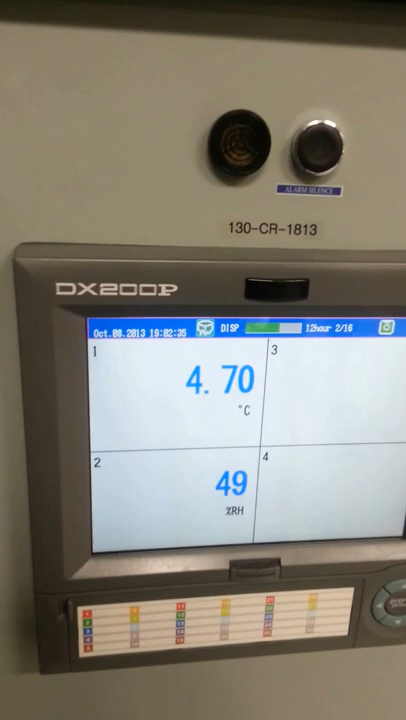 ALARM SILENCE
130-CR-1813
DX200P
Oct.08.2013 19:02:35 DISP 12hour 2/16
1
3
4.70
°C
2
4
49
%RH